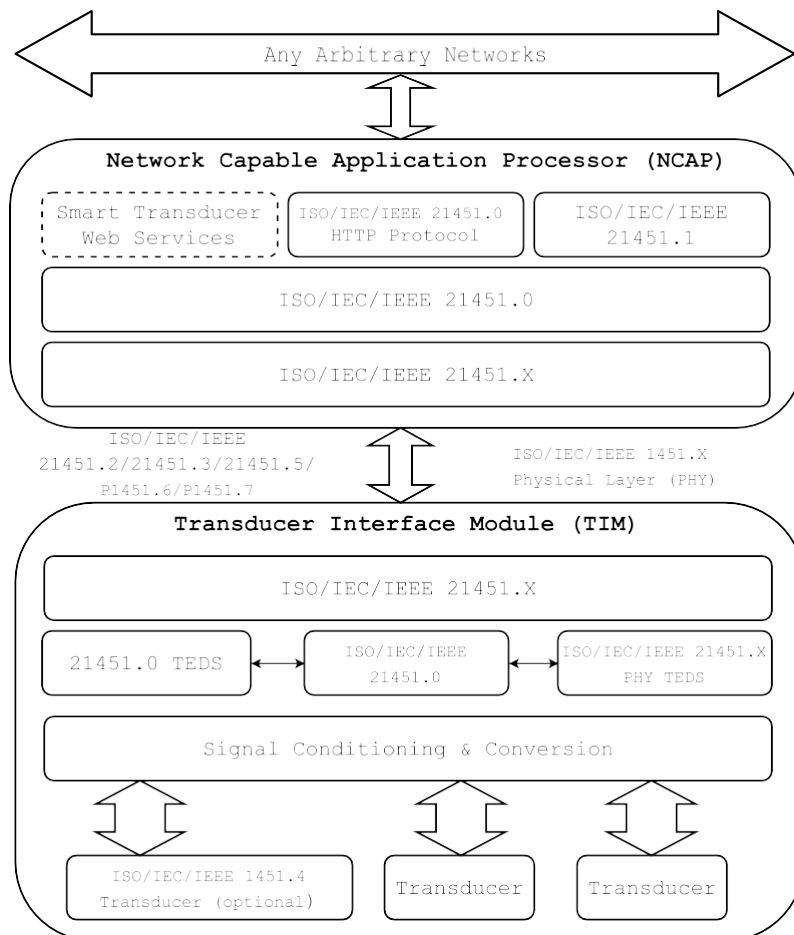 Any Arbitrary Networks
Network Capable Application Processor (NCAP)
Smart Transducer
Web Services
ISO/IEC/IEEE 21451.0
HTTP Protocol
ISO/IEC/IEEE
21451.1
ISO/IEC/IEEE 21451.0
ISO/IEC/IEEE 21451.X
ISO/IEC/IEEE
21451.2/21451.3/21451.5/
P1451.6/P1451.7
ISO/IEC/IEEE 1451.X
Physical Layer (PHY)
Transducer Interface Module (TIM)
ISO/IEC/IEEE 21451.X
21451.0 TEDS
ISO/IEC/IEEE
21451.0
ISO/IEC/IEEE 21451.X
PHY TEDS
Signal Conditioning & Conversion
ISO/IEC/IEEE 1451.4
Transducer (optional)
Transducer
Transducer